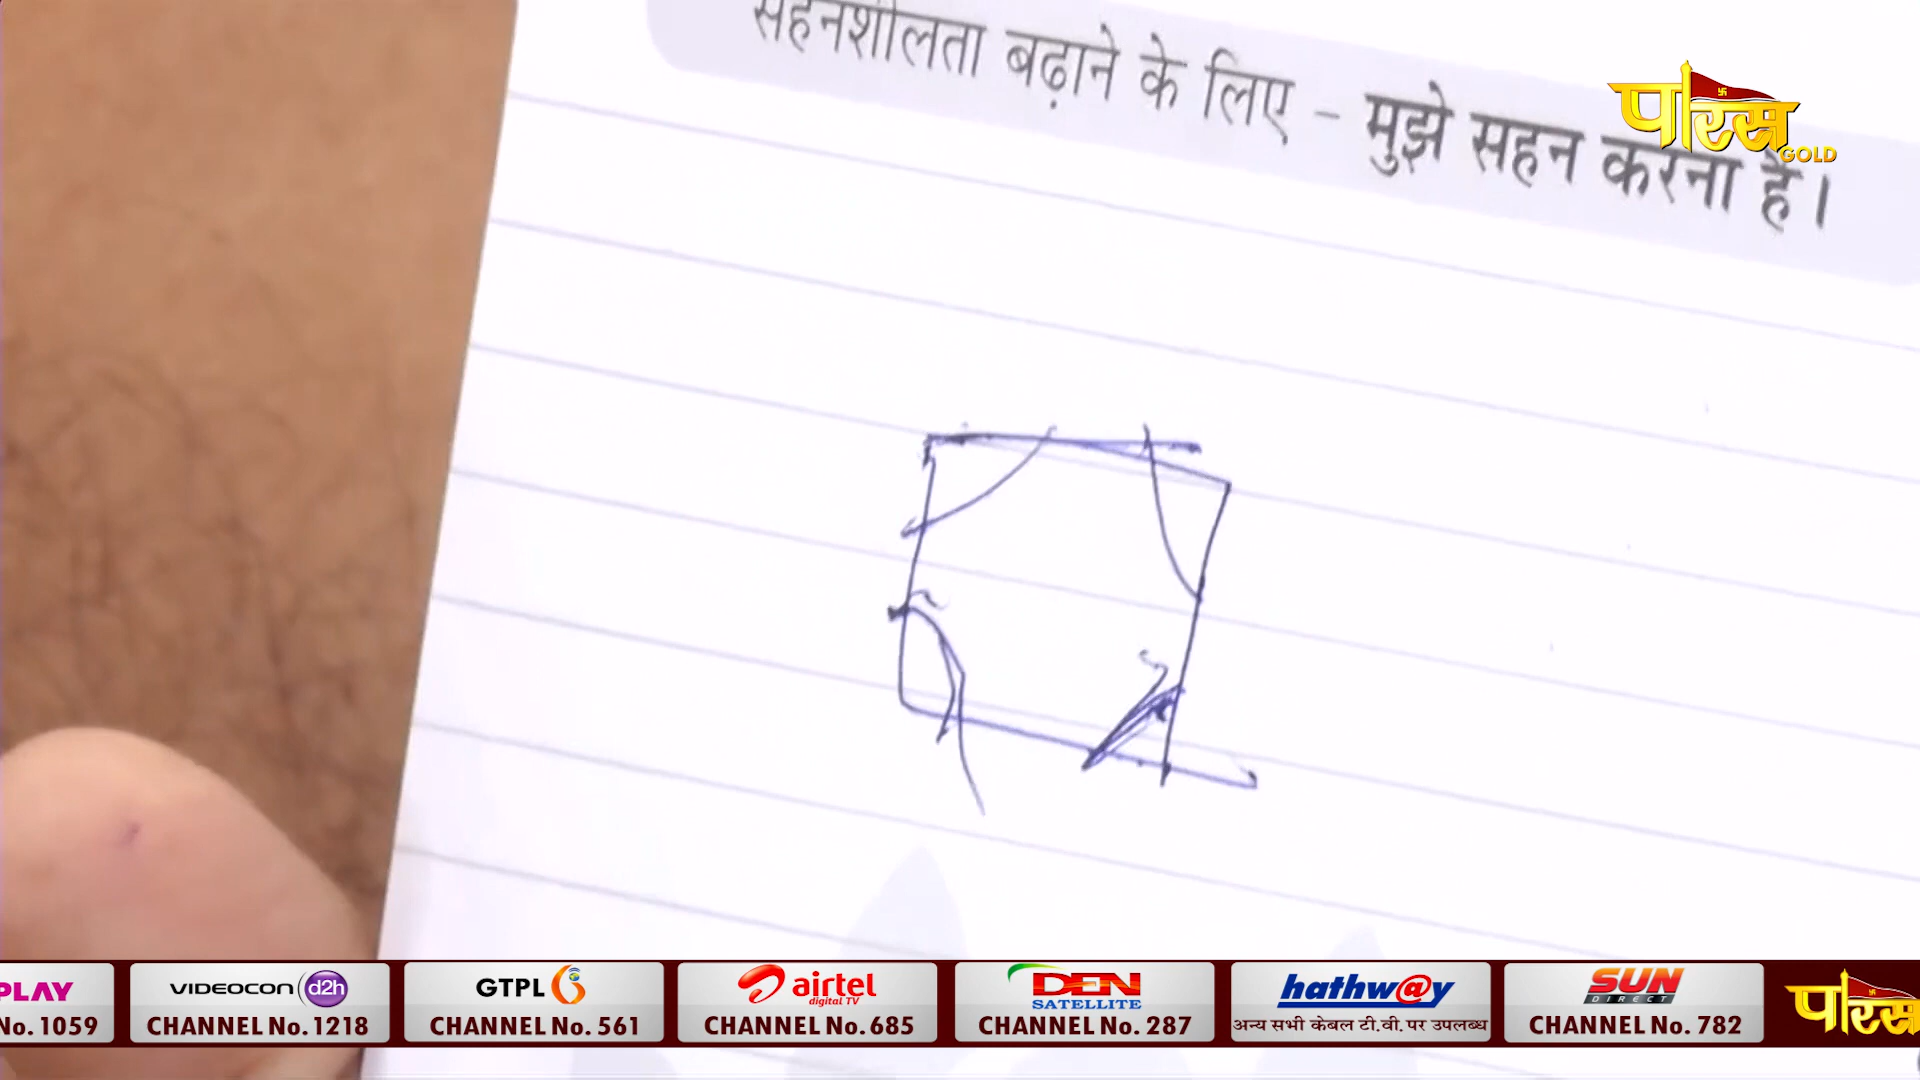 सहनशीलता बढ़ाने के लिए - मुझे सहन करना है।
पारस
GOLD
PLAY
No. 1059
VIDEOCON d2h
CHANNEL No. 1218
GTPL
CHANNEL No. 561
airtel
digital TV
CHANNEL No. 685
DEN
SATELLITE
CHANNEL No. 287
hathw@y
अन्य सभी केबल टी.वी. पर उपलब्ध
SUN
DIRECT
CHANNEL No. 782
पारस